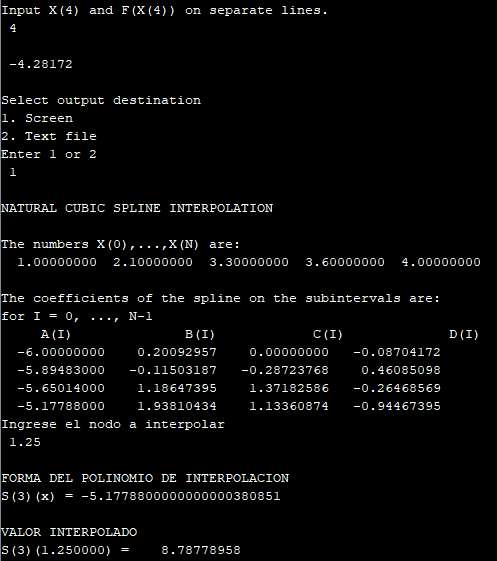 Input X(4) and F(X(4)) on separate lines.
4
-4.28172
Select output destination
1. Screen
2. Text file
Enter 1 or 2
1
NATURAL CUBIC SPLINE INTERPOLATION
The numbers X(0),...,X(N) are:
1.00000000 2.10000000 3.30000000 3.60000000 4.00000000
The coefficients of the spline on the subintervals are:
for I = 0, ..., N-1
A(I) B(I) C(I) D(I)
-6.00000000 0.20092957 0.00000000 -0.08704172
-5.89483000 -0.11503187 -0.28723768 0.46085098
-5.65014000 1.18647395 1.37182586 -0.26468569
-5.17788000 1.93810434 1.13360874 -0.94467395
Ingrese el nodo a interpolar
1.25
FORMA DEL POLINOMIO DE INTERPOLACION
S(3)(x) = -5.1778800000000000380851
VALOR INTERPOLADO
S(3)(1.250000) = 8.78778958